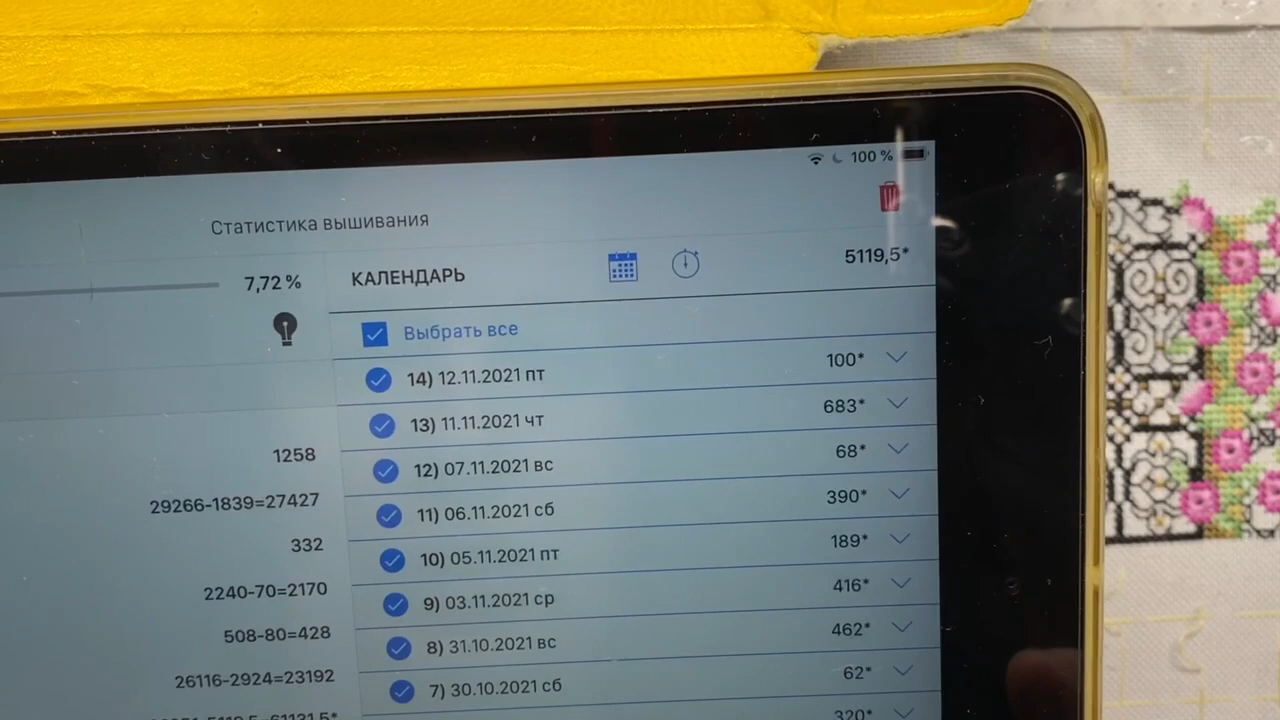 100 %
Статистика вышивания
7,72 %
КАЛЕНДАРЬ
5119,5*
Выбрать все
14) 12.11.2021 пт 100*
13) 11.11.2021 чт 683*
12) 07.11.2021 вс 68*
11) 06.11.2021 сб 390*
10) 05.11.2021 пт 189*
9) 03.11.2021 ср 416*
8) 31.10.2021 вс 462*
7) 30.10.2021 сб 62*
320*
1258
29266-1839=27427
332
2240-70=2170
508-80=428
26116-2924=23192